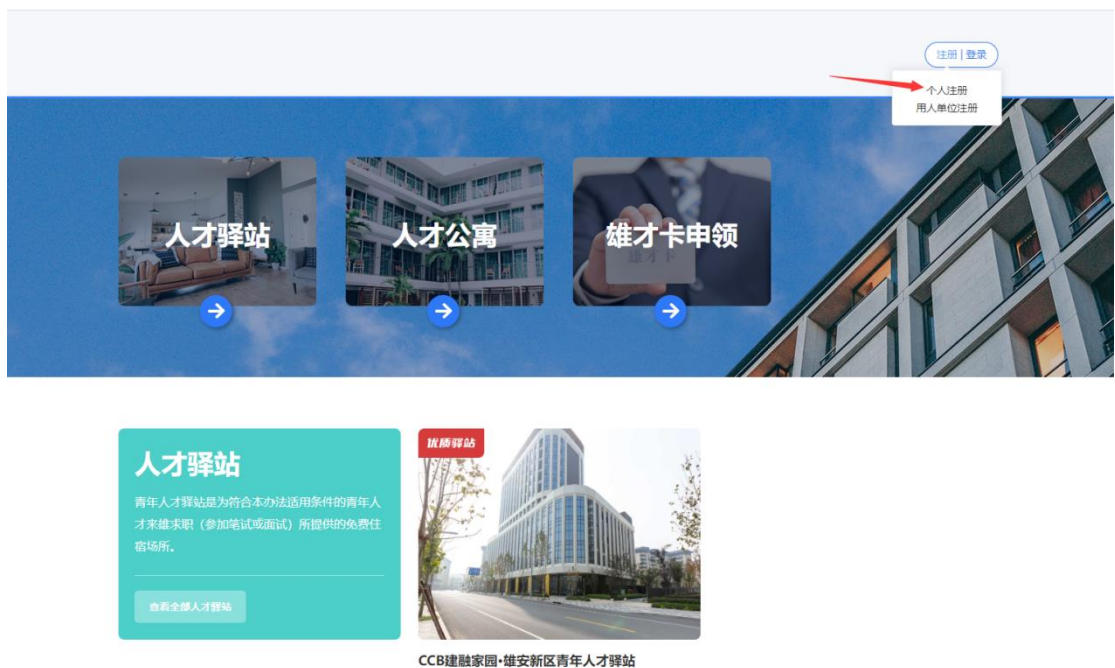 注册 | 登录
个人注册
用人单位注册
人才驿站
人才公寓
雄才卡申领
雄才卡
人才驿站
青年人才驿站是为符合本办法适用条件的青年人
才来雄求职（参加笔试或面试）所提供的免费住
宿场所。
查看全部人才驿站
优质驿站
CCB建融家园·雄安新区青年人才驿站